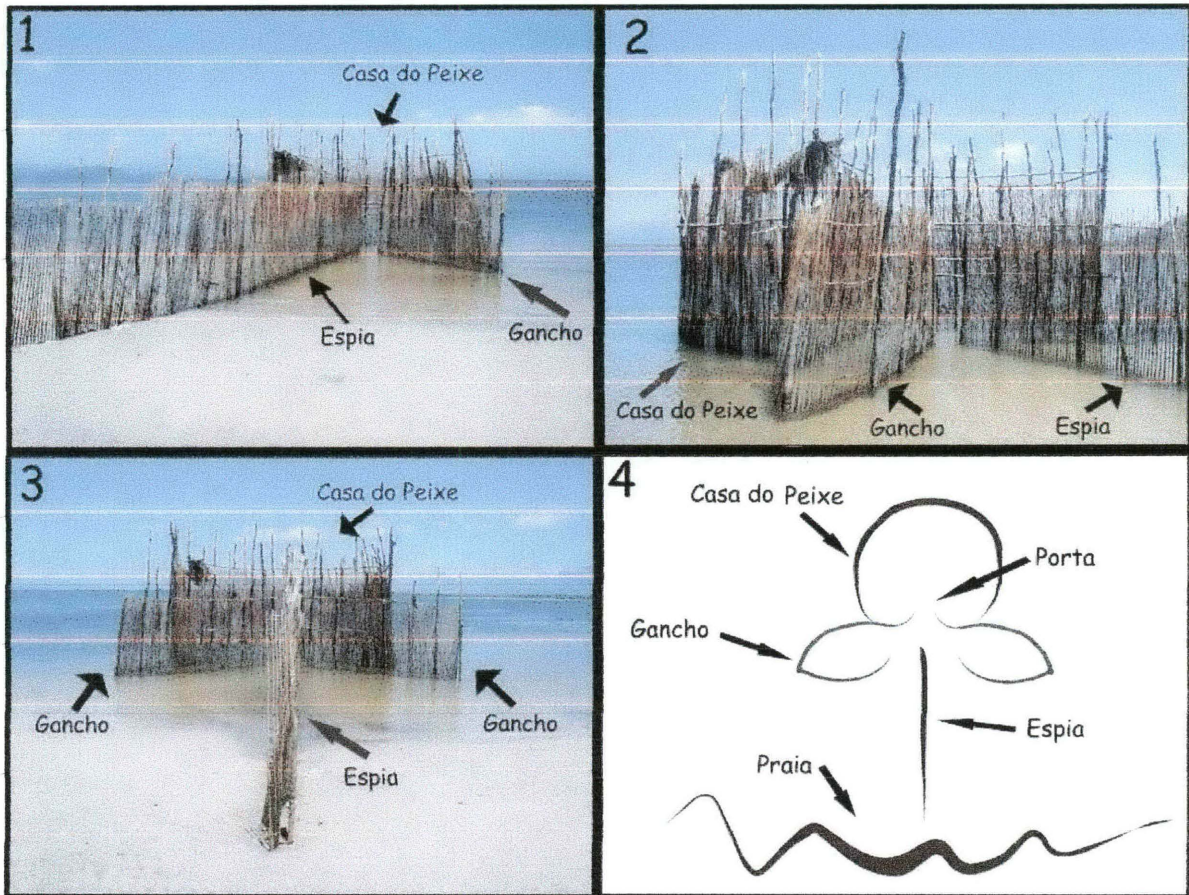 1
Casa do Peixe
Espia
Gancho
2
Casa do Peixe
Gancho
Espia
3
Casa do Peixe
Gancho
Gancho
Espia
4
Casa do Peixe
Porta
Gancho
Espia
Praia